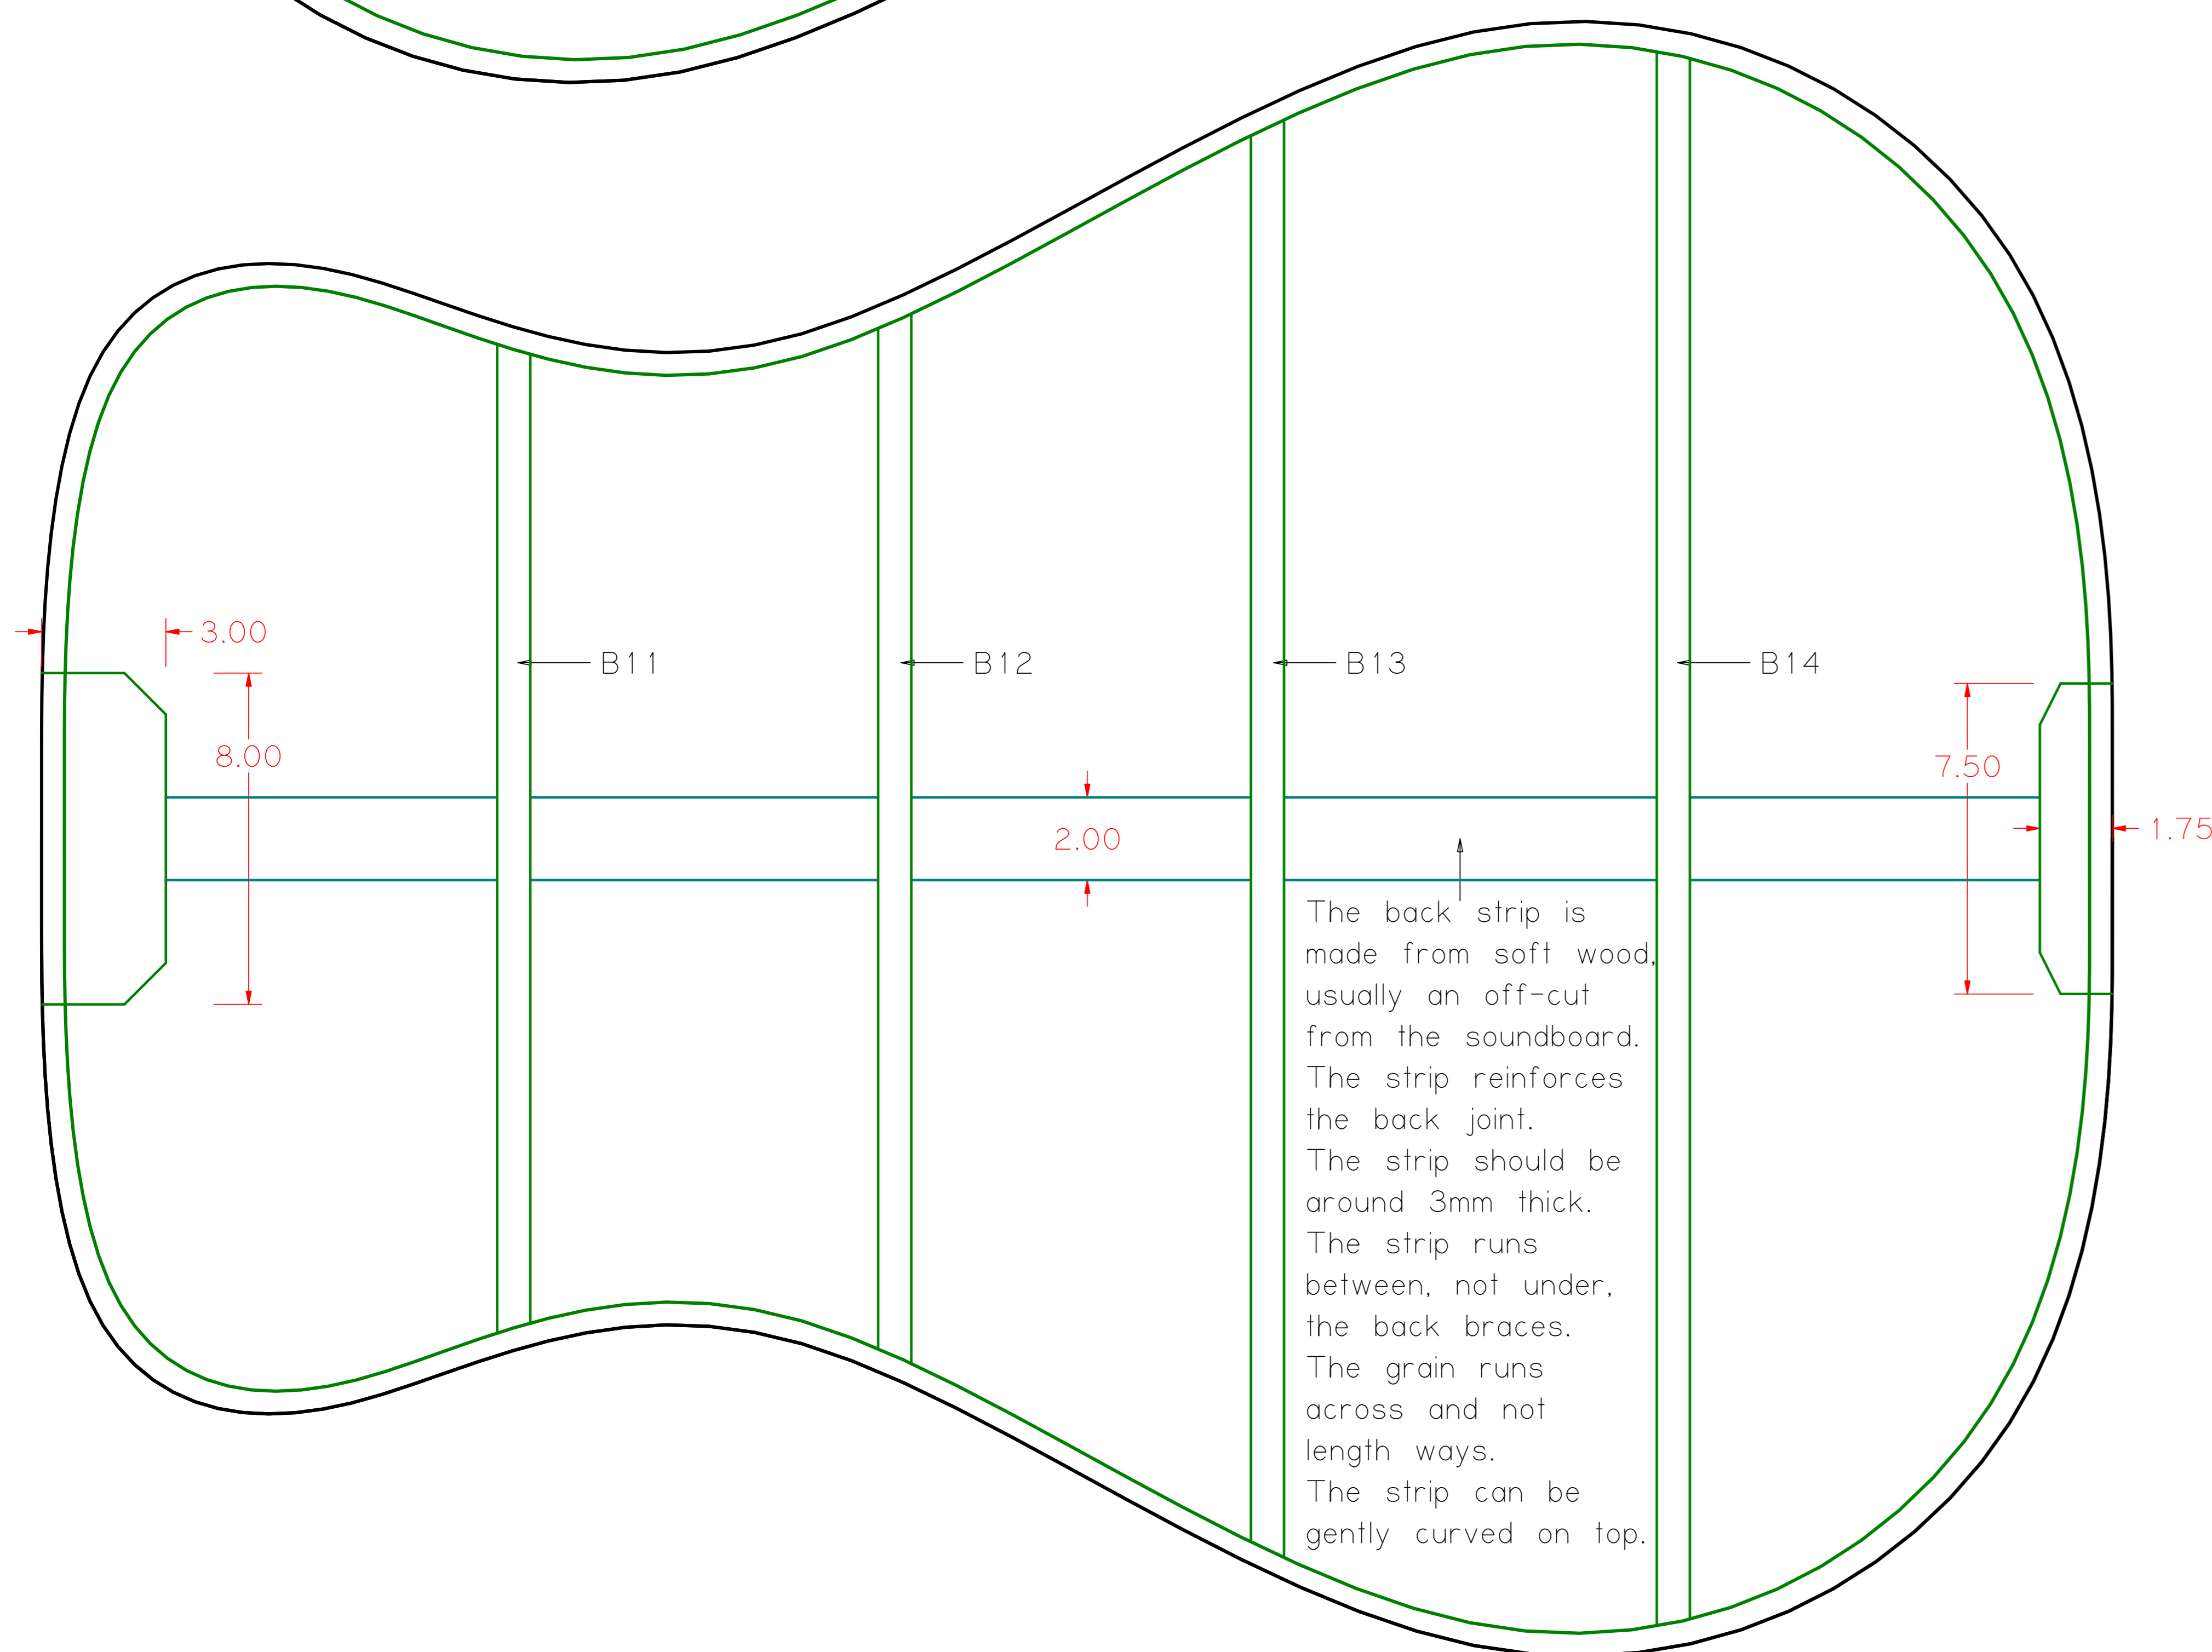 3.00
B11
B12
B13
B14
8.00
7.50
2.00
1.75
The back strip is
made from soft wood,
usually an off-cut
from the soundboard.
The strip reinforces
the back joint.
The strip should be
around 3mm thick.
The strip runs
between, not under,
the back braces.
The grain runs
across and not
length ways.
The strip can be
gently curved on top.